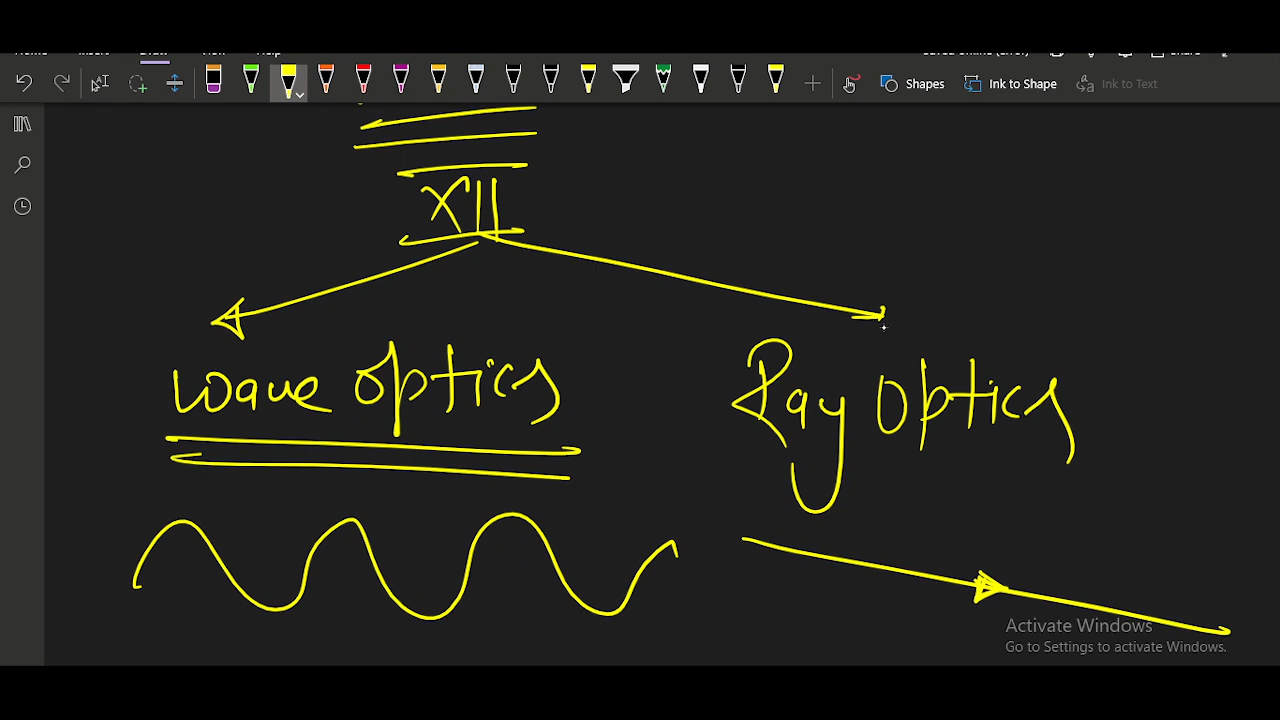 Shapes Ink to Shape Ink to Text
XII
wave optics Ray Optics
Activate Windows
Go to Settings to activate Windows.